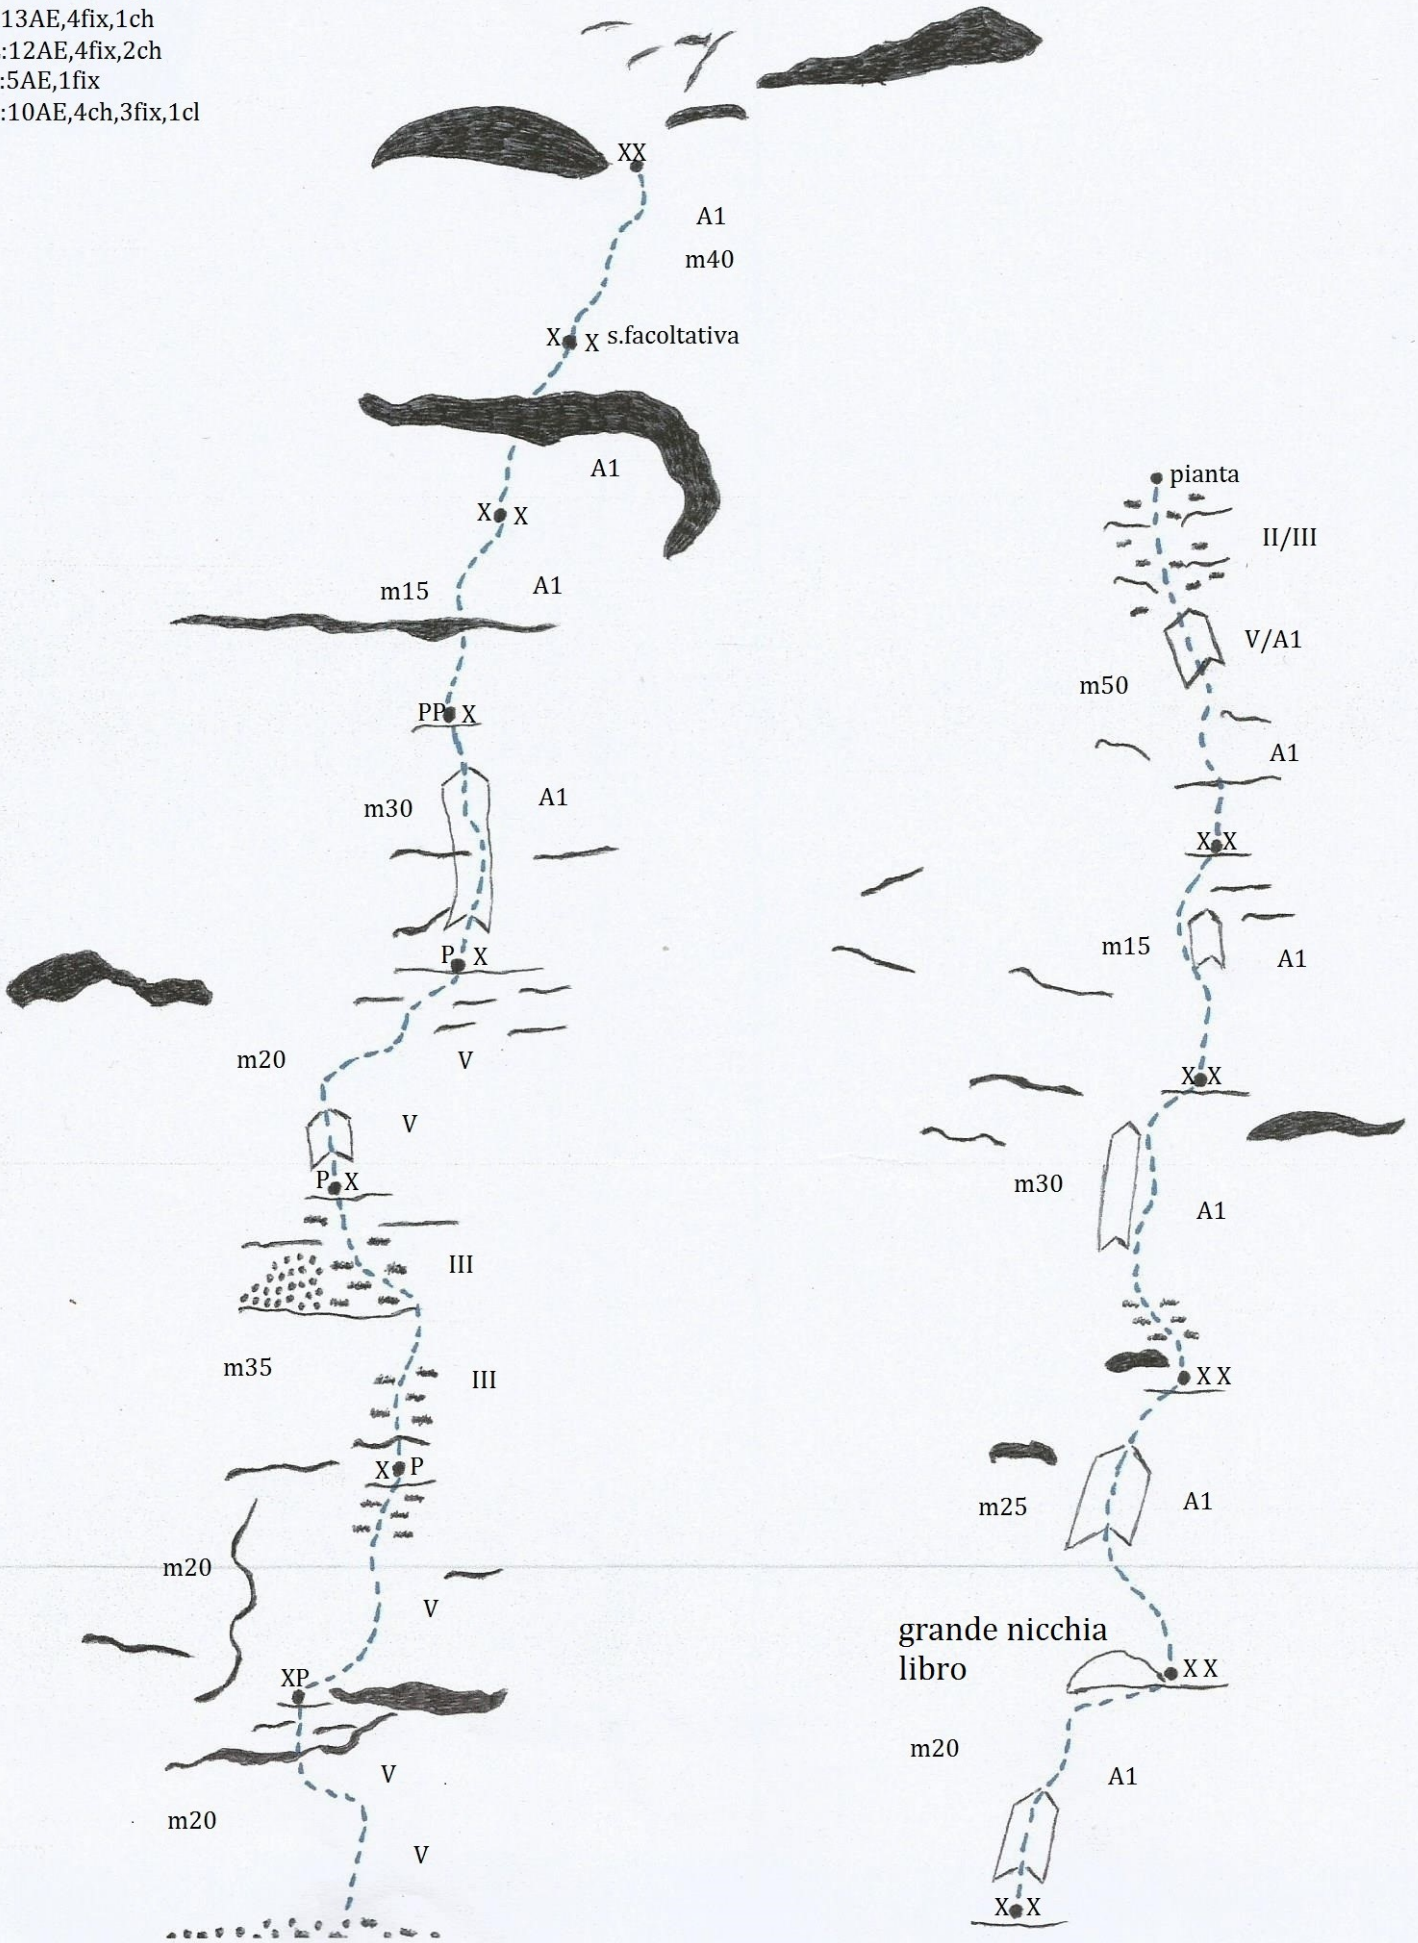 13AE,4fix,1ch
:12AE,4fix,2ch
:5AE,1fix
:10AE,4ch,3fix,1cl
XX
A1
m40
X X s.facoltativa
A1
X X
m15 A1
PP X
m30 A1
P X
m20 V
V
P X
III
m35
III
X P
m20
V
XP
V
m20
V
pianta
II/III
V/A1
m50
A1
X X
m15 A1
X X
m30
A1
X X
m25 A1
grande nicchia
libro
X X
m20
A1
X X